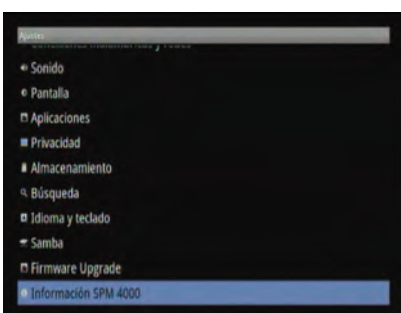 Ajustes
Sonido
Pantalla
Aplicaciones
Privacidad
Almacenamiento
Búsqueda
Idioma y teclado
Samba
Firmware Upgrade
Información SPM 4000